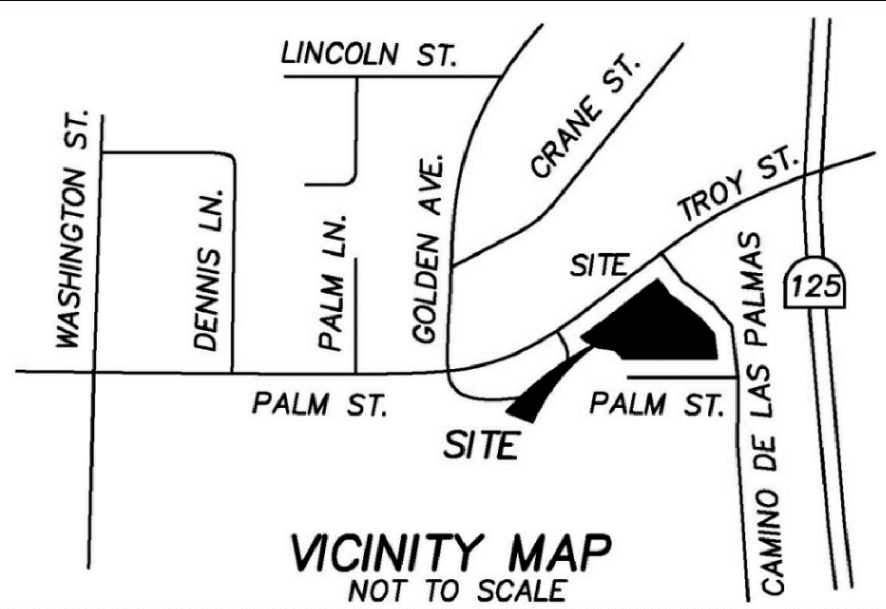 LINCOLN ST.
CRANE ST.
WASHINGTON ST.
DENNIS LN.
PALM LN.
GOLDEN AVE.
TROY ST.
SITE
125
CAMINO DE LAS PALMAS
PALM ST.
PALM ST.
SITE
VICINITY MAP
NOT TO SCALE